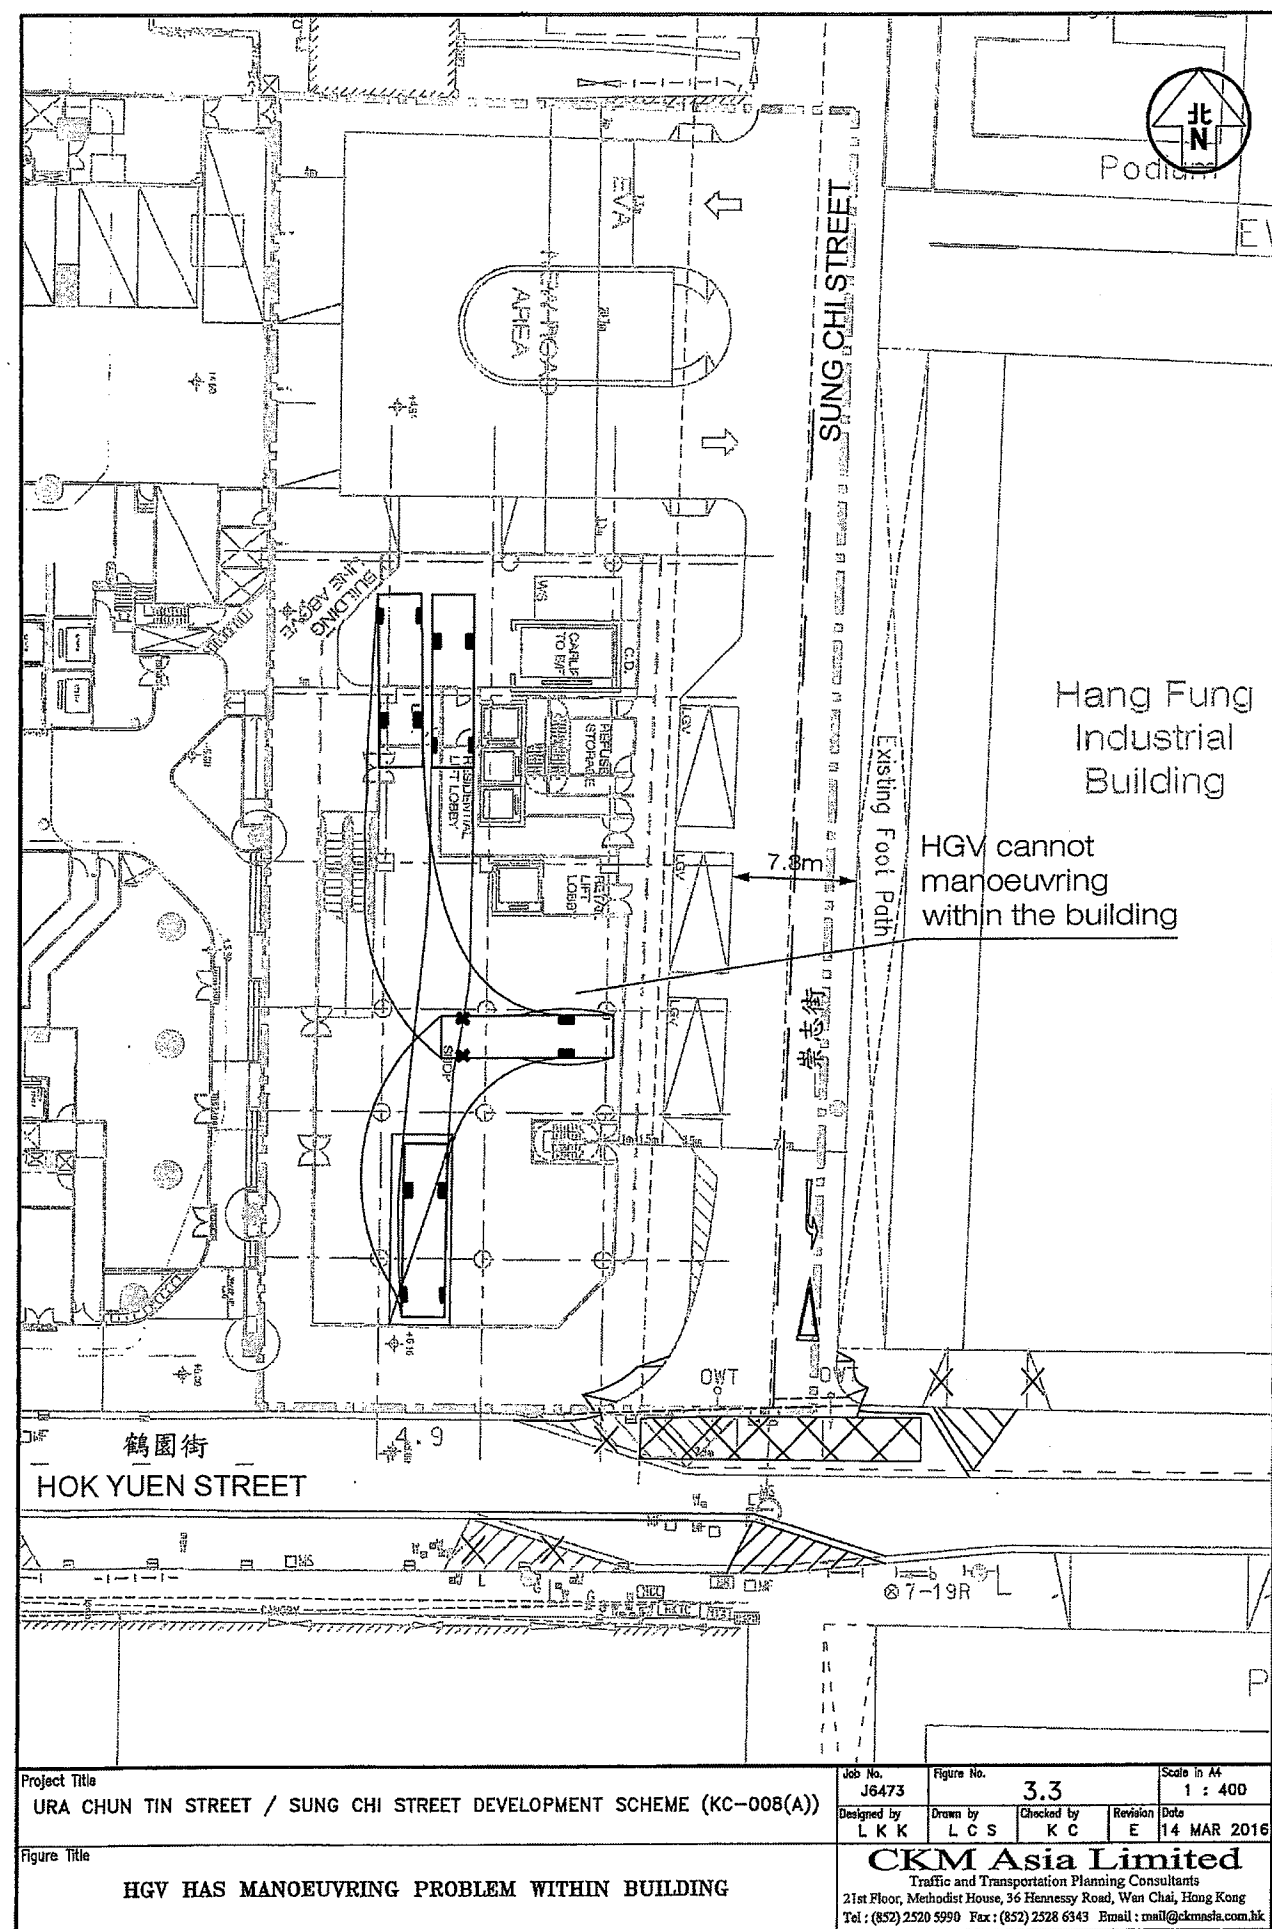 北
N
Podium
SUNG CHI STREET
EVA
NEW ROAD
AREA
BUILDING
LINE ABOVE
CARLIFT
TO B/F
C.D.
REFUSE
STORAGE
RESIDENTIAL
LIFT LOBBY
RETAIL
LIFT
LOBBY
LGV
LGV
LGV
SHOP
7.8m
Existing Foot Path
Hang Fung
Industrial
Building
HGV cannot
manoeuvring
within the building
崇志街
OWT
鶴園街
4.9
HOK YUEN STREET
MS
7-19R
L
P
Project Title
URA CHUN TIN STREET / SUNG CHI STREET DEVELOPMENT SCHEME (KC-008(A))
Figure Title
HGV HAS MANOEUVRING PROBLEM WITHIN BUILDING
Job No.
J6473
Figure No.
3.3
Scale in A4
1 : 400
Designed by
L K K
Drawn by
L C S
Checked by
K C
Revision
E
Date
14 MAR 2016
CKM Asia Limited
Traffic and Transportation Planning Consultants
21st Floor, Methodist House, 36 Hennessy Road, Wan Chai, Hong Kong
Tel : (852) 2520 5990 Fax : (852) 2528 6343 Email : mail@ckmasia.com.hk